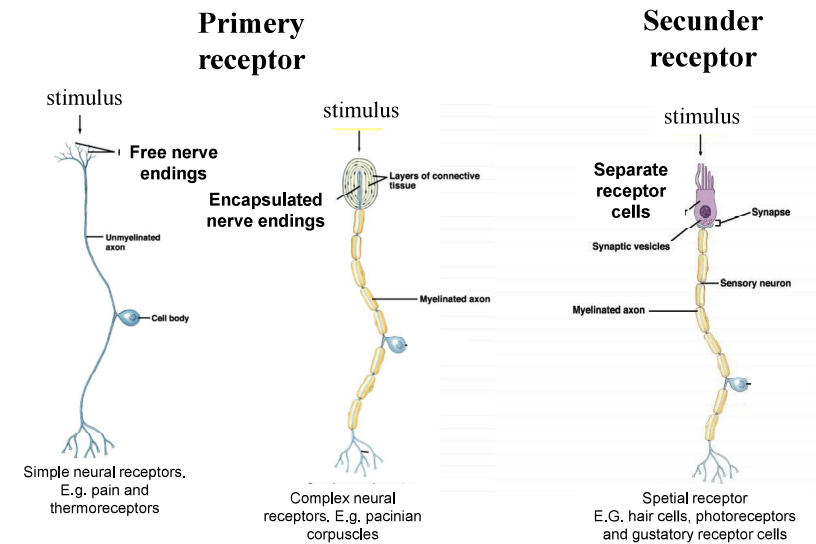 Primery
receptor
Secunder
receptor
stimulus
Free nerve
endings
Unmyelinated
axon
Cell body
Simple neural receptors.
E.g. pain and
thermoreceptors
stimulus
Layers of connective
tissue
Encapsulated
nerve endings
Myelinated axon
Complex neural
receptors. E.g. pacinian
corpuscles
stimulus
Separate
receptor
cells
Synapse
Synaptic vesicles
Sensory neuron
Myelinated axon
Spetial receptor
E.G. hair cells, photoreceptors
and gustatory receptor cells